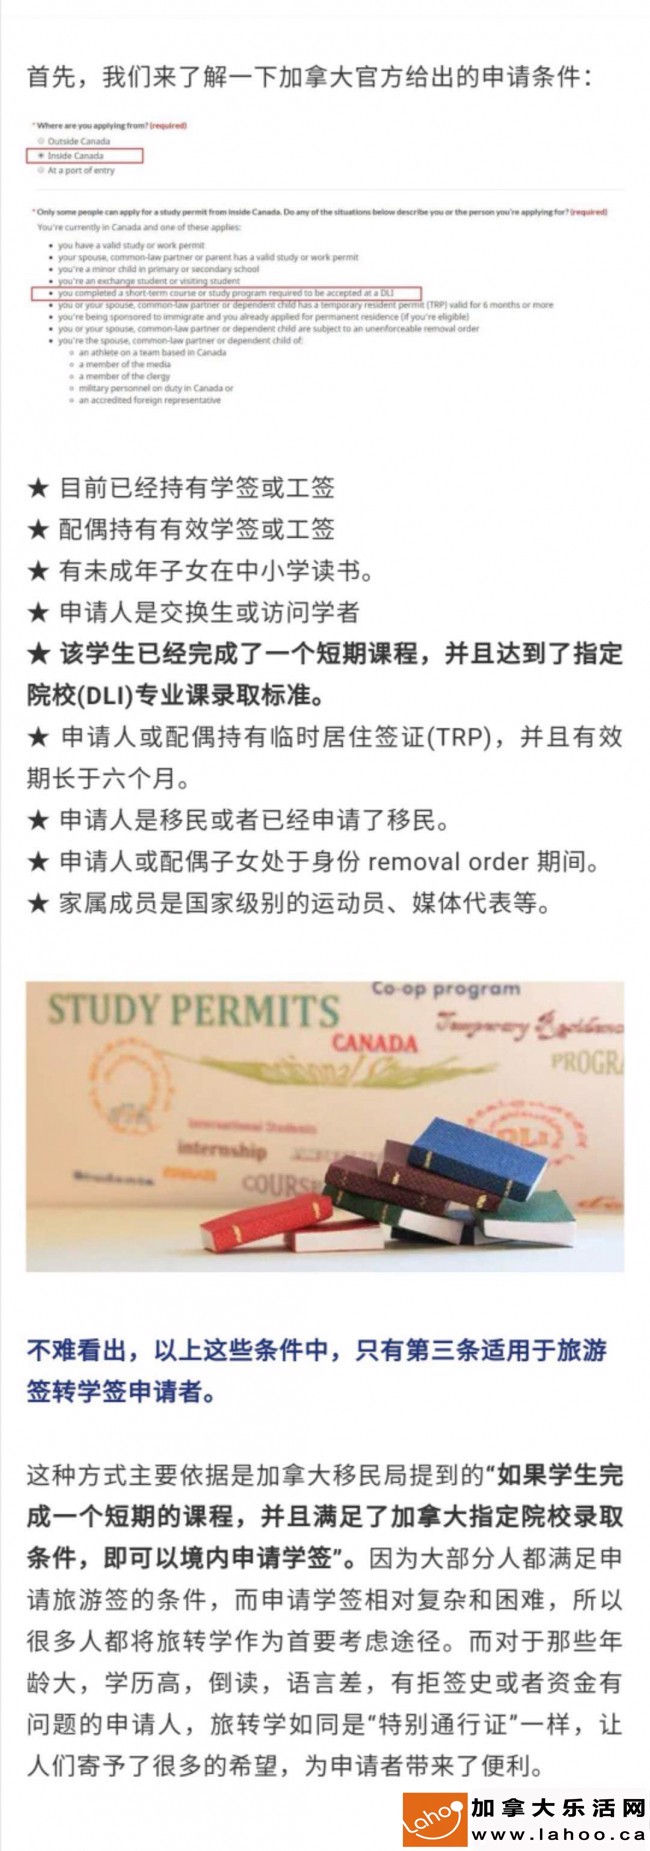 首先，我们来了解一下加拿大官方给出的申请条件：
* Where are you applying from? (required)
Outside Canada
Inside Canada
At a port of entry
* Only some people can apply for a study permit from inside Canada. Do any of the situations below describe you or the person you're applying for? (required)
You're currently in Canada and one of these applies:
• you have a valid study or work permit
• your spouse, common-law partner or parent has a valid study or work permit
• you're a minor child in primary or secondary school
• you're an exchange student or visiting student
• you completed a short-term course or study program required to be accepted at a DLI
• you or your spouse, common-law partner or dependent child has a temporary resident permit (TRP) valid for 6 months or more
• you're being sponsored to immigrate and you already applied for permanent residence (if you're eligible)
• you or your spouse, common-law partner or dependent child are subject to an unenforceable removal order
• you're the spouse, common-law partner or dependent child of:
an athlete on a team based in Canada
a member of the media
a member of the clergy
military personnel on duty in Canada or
an accredited foreign representative
★ 目前已经持有学签或工签
★ 配偶持有有效学签或工签
★ 有未成年子女在中小学读书。
★ 申请人是交换生或访问学者
★ 该学生已经完成了一个短期课程，并且达到了指定
院校(DLI)专业课录取标准。
★ 申请人或配偶持有临时居住签证(TRP)，并且有效
期长于六个月。
★ 申请人是移民或者已经申请了移民。
★ 申请人或配偶子女处于身份 removal order 期间。
★ 家属成员是国家级别的运动员、媒体代表等。
Co-op program
STUDY PERMITS
Temporary Residence
CANADA
PROGRA
International Students
internship
DLI
Students
COURSE
不难看出，以上这些条件中，只有第三条适用于旅游
签转学签申请者。
这种方式主要依据是加拿大移民局提到的“如果学生完
成一个短期的课程，并且满足了加拿大指定院校录取
条件，即可以境内申请学签”。因为大部分人都满足申
请旅游签的条件，而申请学签相对复杂和困难，所以
很多人都将旅转学作为首要考虑途径。而对于那些年
龄大，学历高，倒读，语言差，有拒签史或者资金有
问题的申请人，旅转学如同是“特别通行证”一样，让
人们寄予了很多的希望，为申请者带来了便利。
Lahoo
加拿大乐活网
www.lahoo.ca